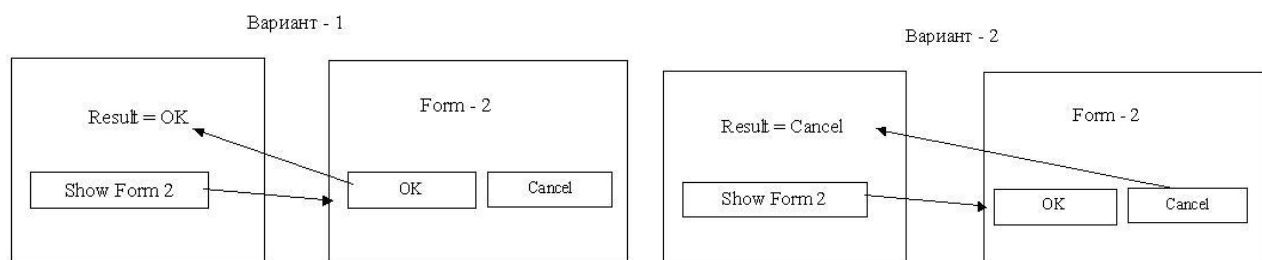 Вариант - 1
Result = OK
Show Form 2
Form - 2
OK
Cancel
Вариант - 2
Result = Cancel
Show Form 2
Form - 2
OK
Cancel